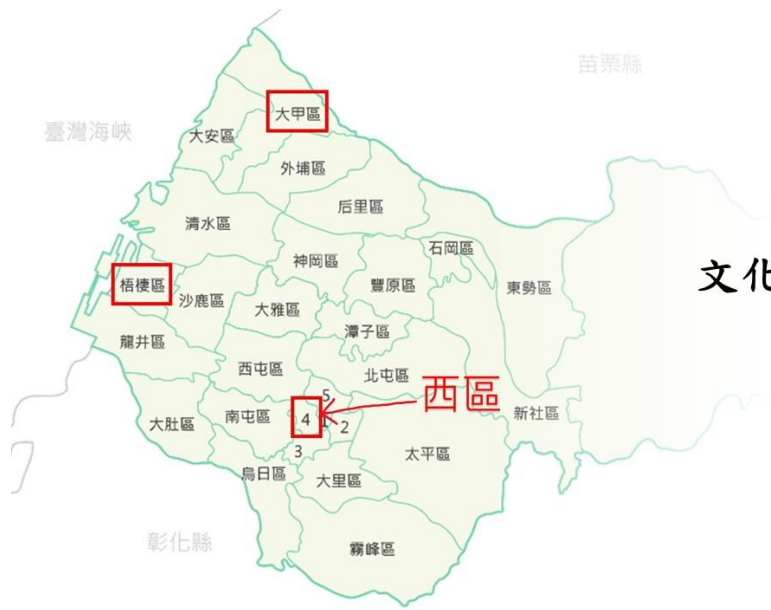 苗栗縣
大甲區
臺灣海峽
大安區
外埔區
后里區
清水區
石岡區
神岡區
梧棲區
沙鹿區
豐原區
東勢區
文化
大雅區
龍井區
潭子區
西屯區
北屯區
5
西區
大肚區
南屯區
4
1
2
新社區
3
太平區
烏日區
大里區
彰化縣
霧峰區